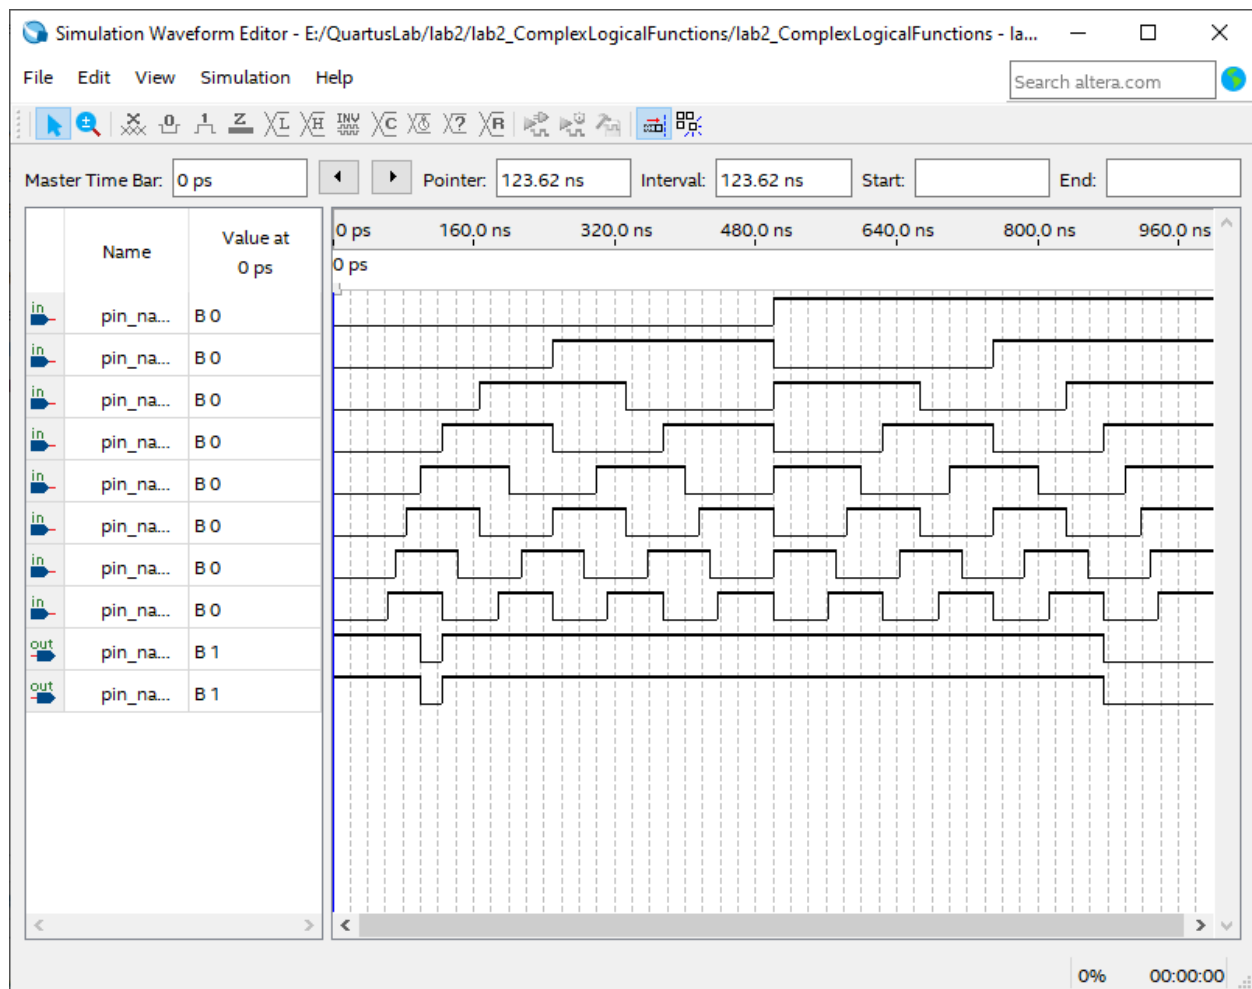 Simulation Waveform Editor - E:/QuartusLab/lab2/lab2_ComplexLogicalFunctions/lab2_ComplexLogicalFunctions - la...
File Edit View Simulation Help
Search altera.com
Master Time Bar: 0 ps Pointer: 123.62 ns Interval: 123.62 ns Start: End:
Name Value at 0 ps
0 ps 160.0 ns 320.0 ns 480.0 ns 640.0 ns 800.0 ns 960.0 ns
0 ps
in pin_na... B 0
in pin_na... B 0
in pin_na... B 0
in pin_na... B 0
in pin_na... B 0
in pin_na... B 0
in pin_na... B 0
in pin_na... B 0
out pin_na... B 1
out pin_na... B 1
0% 00:00:00